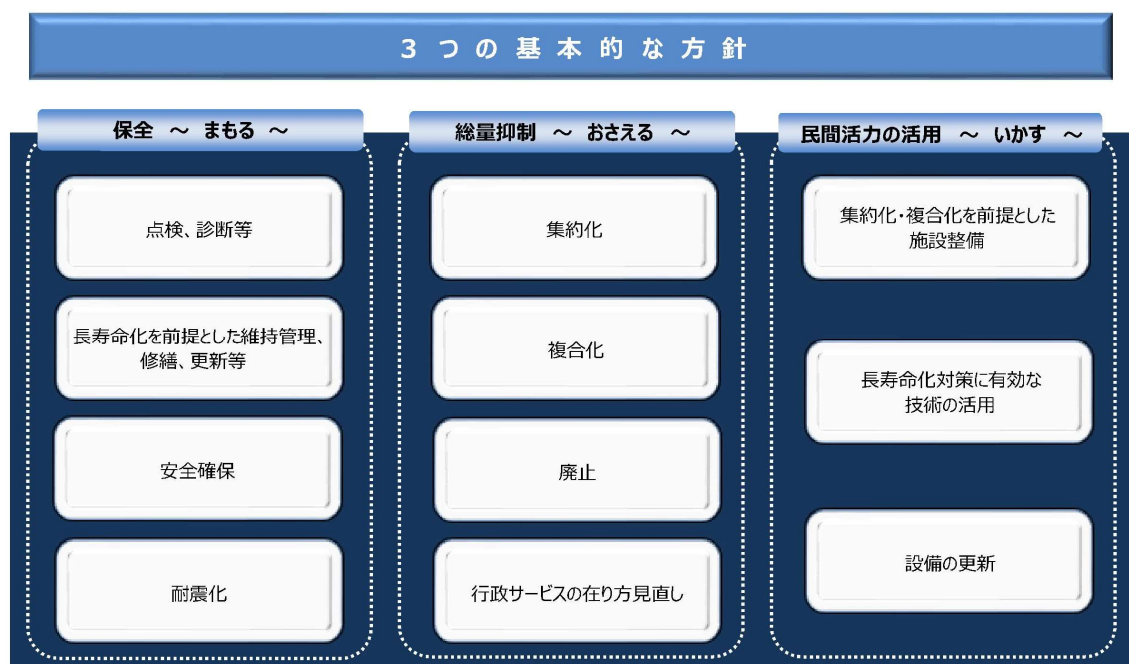 3つの基本的な方針
保全 ～ まもる ～
点検、診断等
長寿命化を前提とした維持管理、
修繕、更新等
安全確保
耐震化
総量抑制 ～ おさえる ～
集約化
複合化
廃止
行政サービスの在り方見直し
民間活力の活用 ～ いかす ～
集約化・複合化を前提とした
施設整備
長寿命化対策に有効な
技術の活用
設備の更新